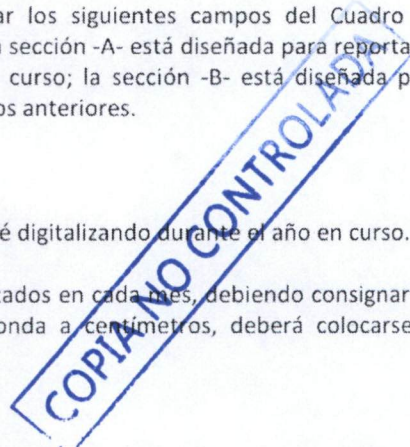 ar los siguientes campos del Cuadro
sección -A- está diseñada para reporta
curso; la sección -B- está diseñada p
os anteriores.
é digitalizando durante el año en curso.
tados en cada mes, debiendo consignar
onda a centímetros, deberá colocarse
COPIA NO CONTROLADA